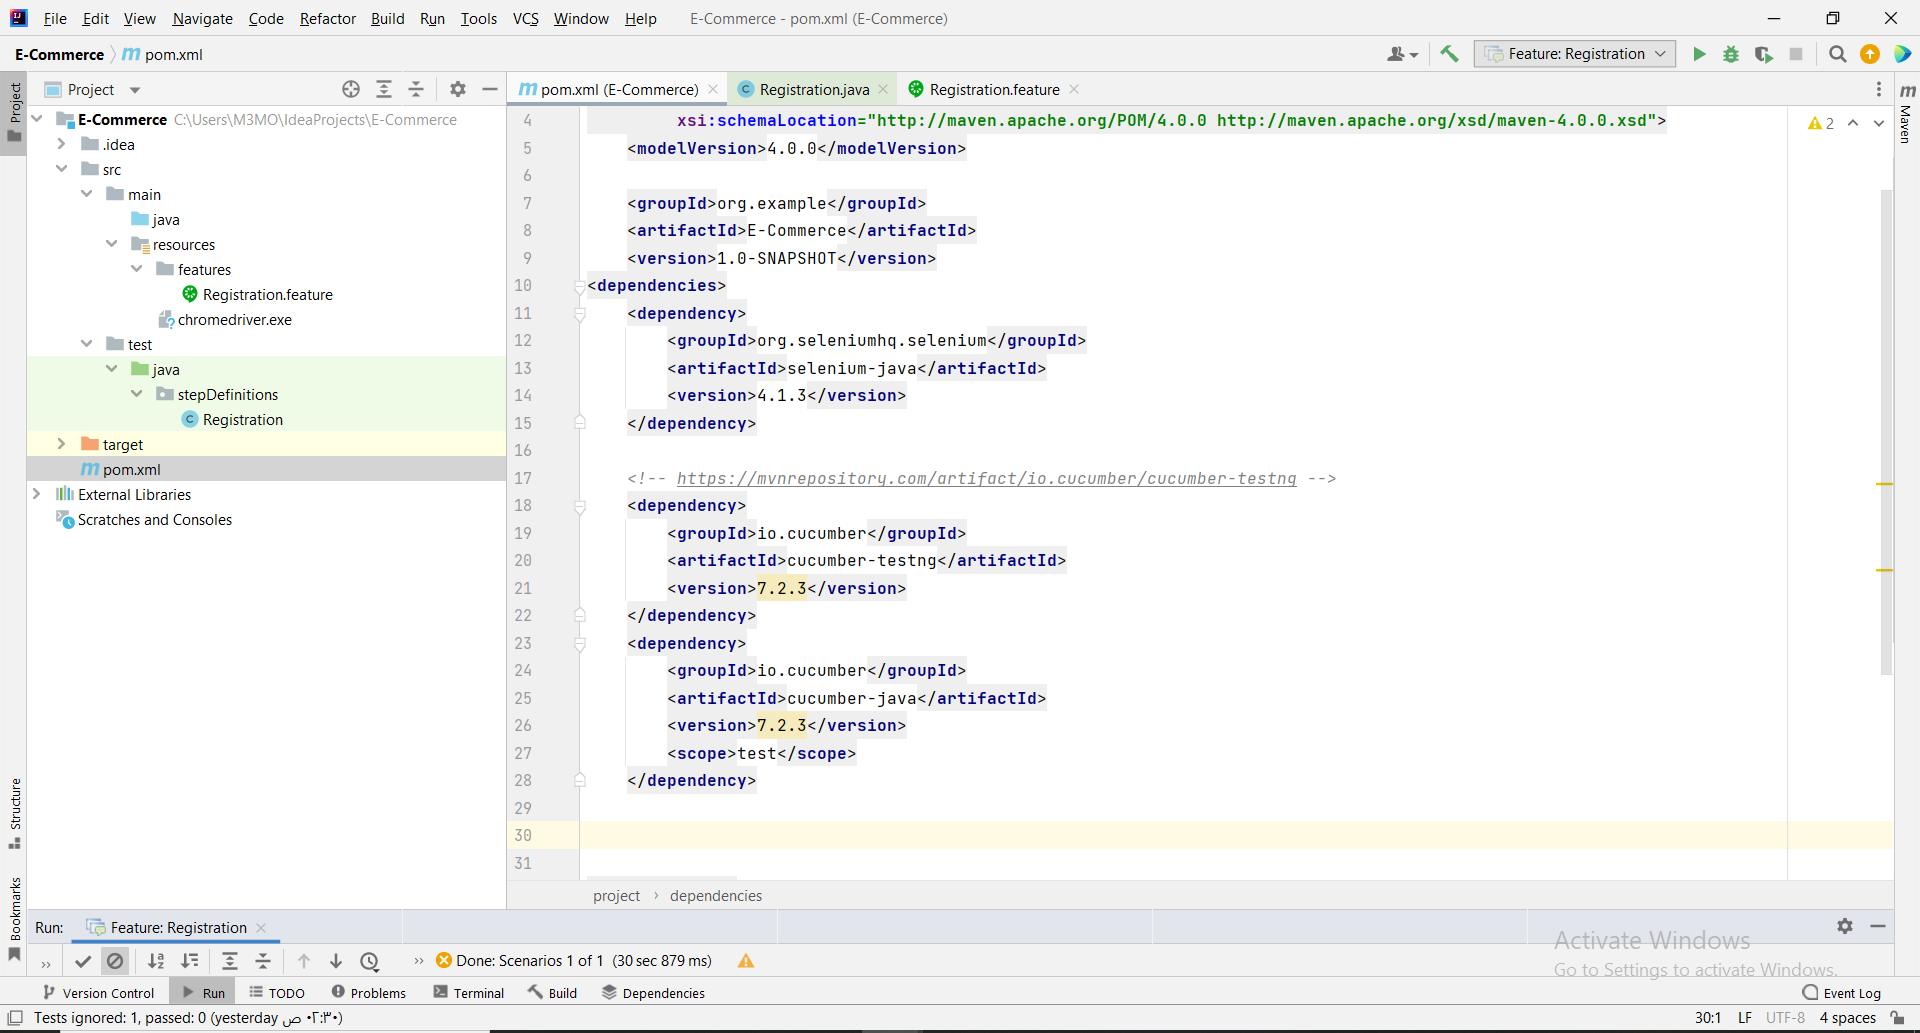 File Edit View Navigate Code Refactor Build Run Tools VCS Window Help E-Commerce - pom.xml (E-Commerce)
E-Commerce m pom.xml Feature: Registration
Project pom.xml (E-Commerce) Registration.java Registration.feature
Project
E-Commerce C:\Users\M3MO\IdeaProjects\E-Commerce
.idea
src
main
java
resources
features
Registration.feature
chromedriver.exe
test
java
stepDefinitions
Registration
target
m pom.xml
External Libraries
Scratches and Consoles
Structure
Bookmarks
4 xsi:schemaLocation="http://maven.apache.org/POM/4.0.0 http://maven.apache.org/xsd/maven-4.0.0.xsd">
5 <modelVersion>4.0.0</modelVersion>
6
7 <groupId>org.example</groupId>
8 <artifactId>E-Commerce</artifactId>
9 <version>1.0-SNAPSHOT</version>
10 <dependencies>
11 <dependency>
12 <groupId>org.seleniumhq.selenium</groupId>
13 <artifactId>selenium-java</artifactId>
14 <version>4.1.3</version>
15 </dependency>
16
17 <!-- https://mvnrepository.com/artifact/io.cucumber/cucumber-testng -->
18 <dependency>
19 <groupId>io.cucumber</groupId>
20 <artifactId>cucumber-testng</artifactId>
21 <version>7.2.3</version>
22 </dependency>
23 <dependency>
24 <groupId>io.cucumber</groupId>
25 <artifactId>cucumber-java</artifactId>
26 <version>7.2.3</version>
27 <scope>test</scope>
28 </dependency>
29
30
31
2
m Maven
project › dependencies
Run: Feature: Registration
Activate Windows
Go to Settings to activate Windows.
» Done: Scenarios 1 of 1 (30 sec 879 ms)
Version Control Run TODO Problems Terminal Build Dependencies Event Log
Tests ignored: 1, passed: 0 (yesterday ص ٠٢:٣٠) 30:1 LF UTF-8 4 spaces